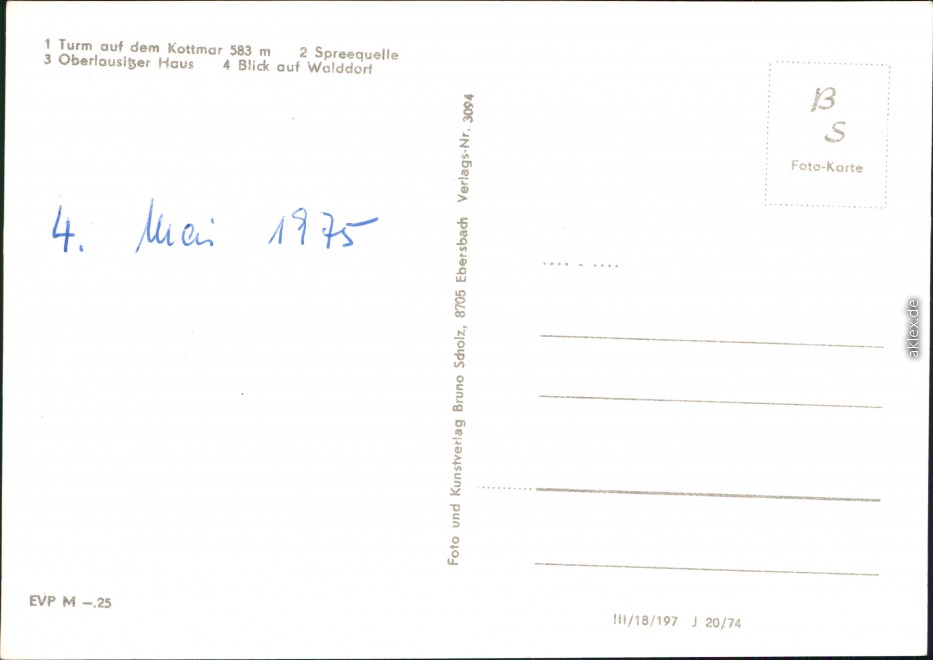 1 Turm auf dem Kottmar 583 m 2 Spreequelle
3 Oberlausitzer Haus 4 Blick auf Walddorf
4. Mai 1975
EVP M –.25
Foto und Kunstverlag Bruno Scholz, 8705 Ebersbach Verlags-Nr. 3094
B
S
Foto-Karte
III/18/197 J 20/74
aklex.de